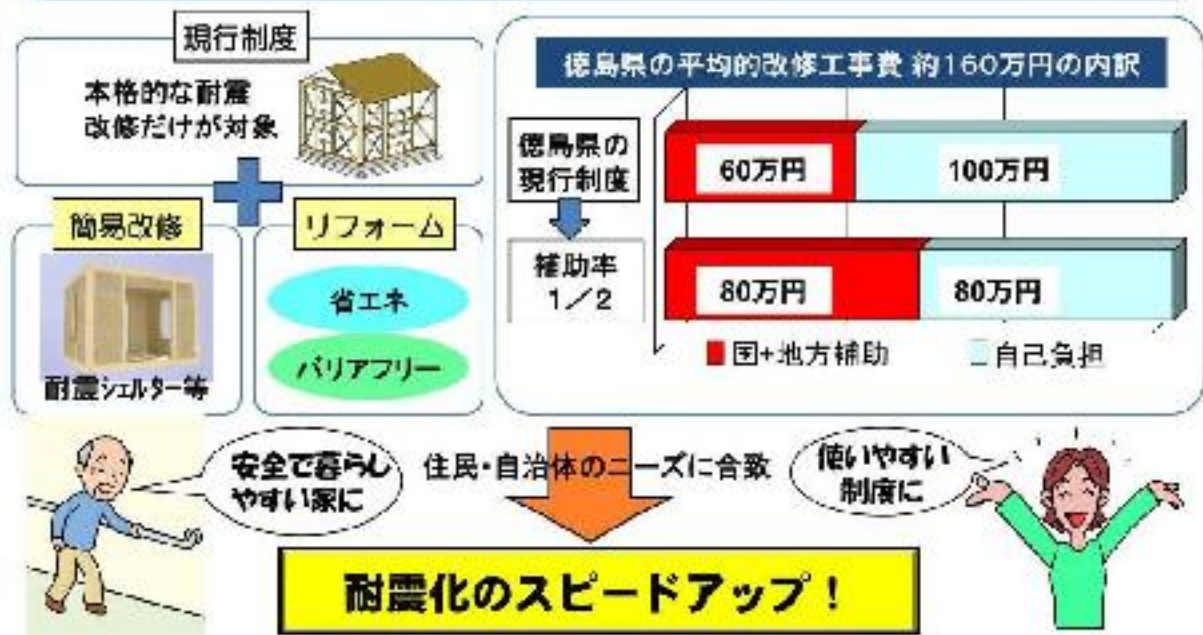 現行制度
本格的な耐震
改修だけが対象
簡易改修
耐震シェルター等
リフォーム
省エネ
バリアフリー
徳島県の平均的改修工事費 約160万円の内訳
徳島県の
現行制度
60万円
100万円
補助率
1／2
80万円
80万円
国+地方補助
自己負担
安全で暮らし
やすい家に
住民・自治体のニーズに合致
使いやすい
制度に
耐震化のスピードアップ！